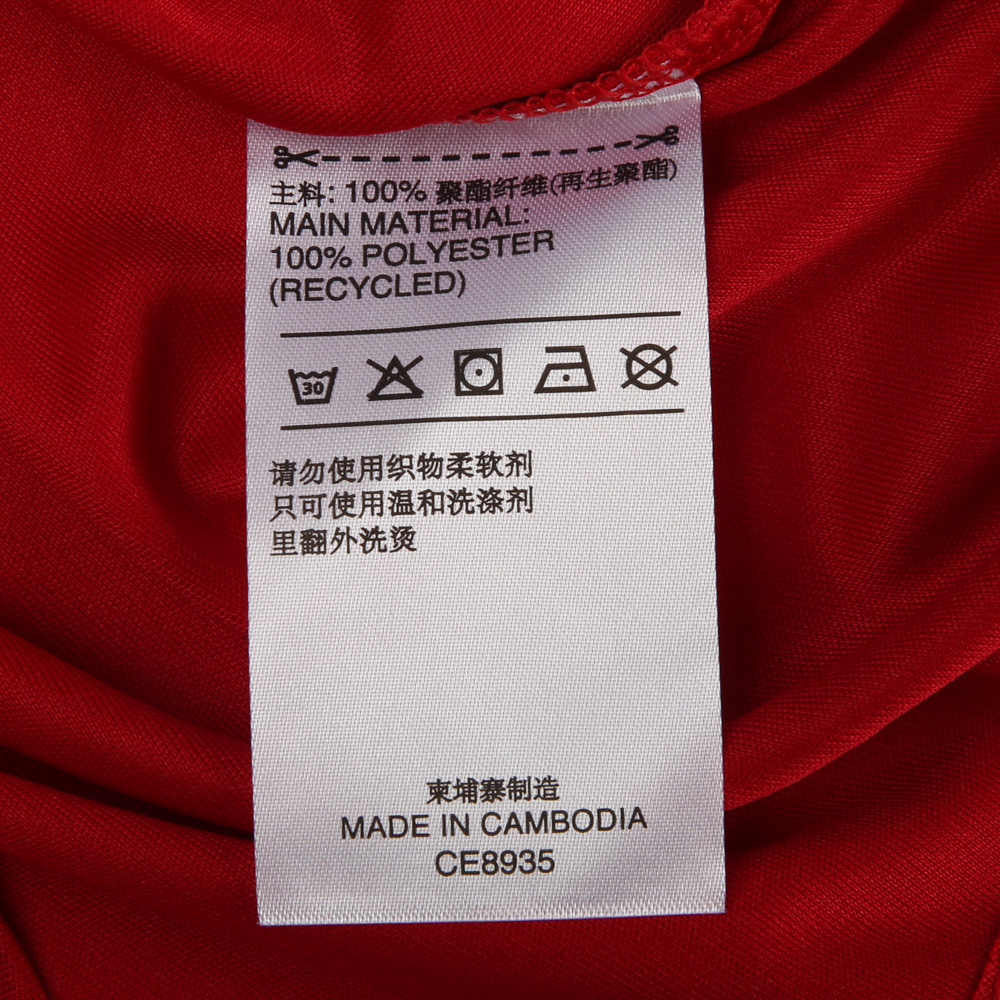 主料: 100% 聚酯纤维(再生聚酯)
MAIN MATERIAL:
100% POLYESTER
(RECYCLED)
30
请勿使用织物柔软剂
只可使用温和洗涤剂
里翻外洗烫
柬埔寨制造
MADE IN CAMBODIA
CE8935